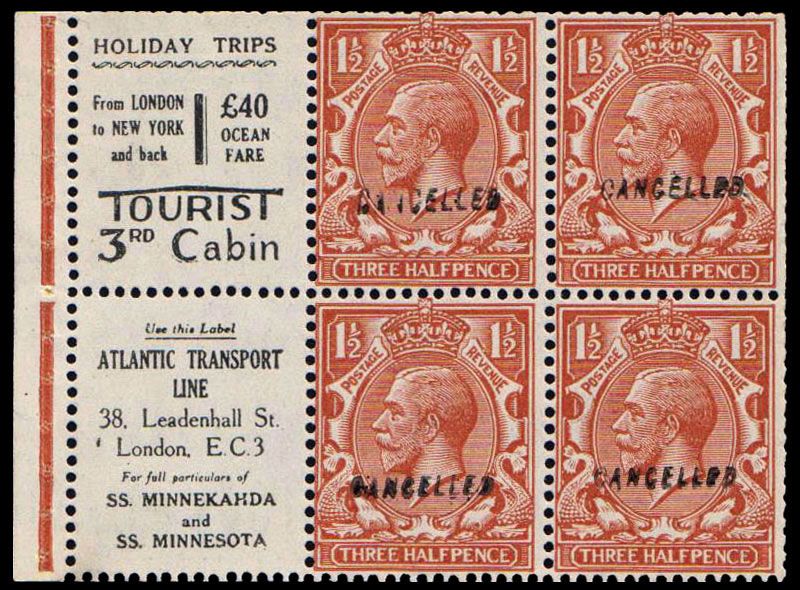 HOLIDAY TRIPS
From LONDON
to NEW YORK
and back
£40
OCEAN
FARE
TOURIST
3RD Cabin
Use this Label
ATLANTIC TRANSPORT
LINE
38, Leadenhall St.
London, E.C.3
For full particulars of
SS. MINNEKAHDA
and
SS. MINNESOTA
1½ 1½
POSTAGE REVENUE
CANCELLED
THREE HALFPENCE
1½ 1½
POSTAGE REVENUE
CANCELLED
THREE HALFPENCE
1½ 1½
POSTAGE REVENUE
CANCELLED
THREE HALFPENCE
1½ 1½
POSTAGE REVENUE
CANCELLED
THREE HALFPENCE